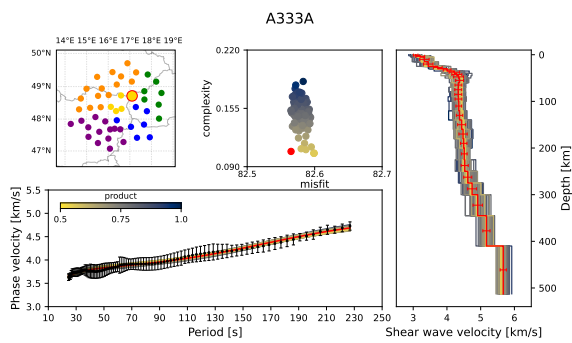 A333A
14°E 15°E 16°E 17°E 18°E 19°E
50°N
49°N
48°N
47°N
complexity
0.220
0.155
0.090
82.5 82.6 82.7
misfit
0
100
200
300
400
500
Depth [km]
3 4 5 6
Shear wave velocity [km/s]
Phase velocity [km/s]
5.5
5.0
4.5
4.0
3.5
3.0
product
0.5 0.75 1.0
10 30 50 70 90 110 130 150 170 190 210 230 250
Period [s]